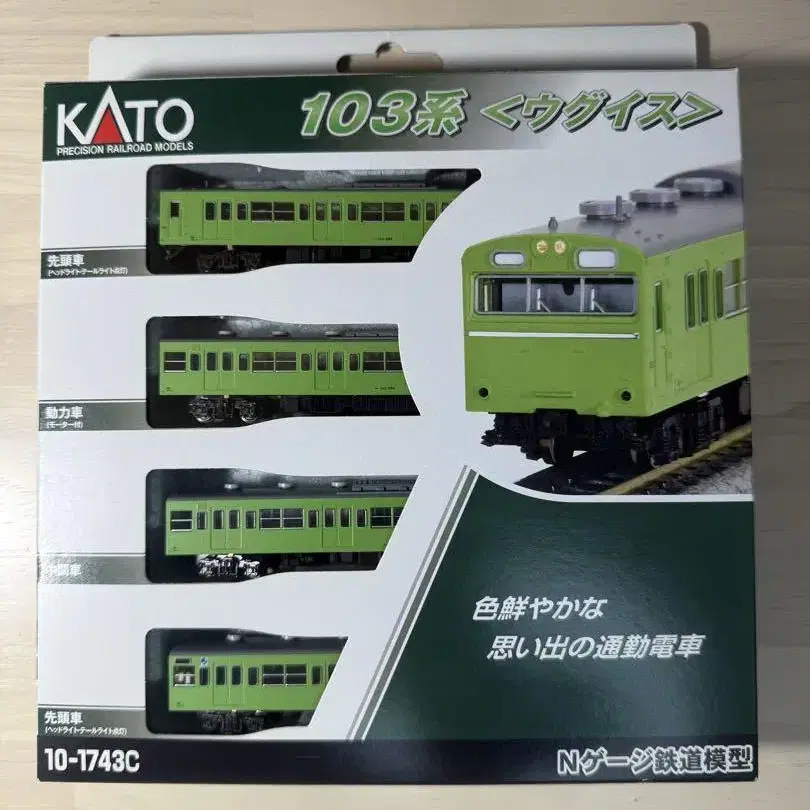 KATO
PRECISION RAILROAD MODELS
103系 <ウグイス>
先頭車
(ヘッドライト・テールライト点灯)
動力車
(モーター付)
中間車
先頭車
(ヘッドライト・テールライト点灯)
色鮮やかな
思い出の通勤電車
10-1743C
Nゲージ鉄道模型